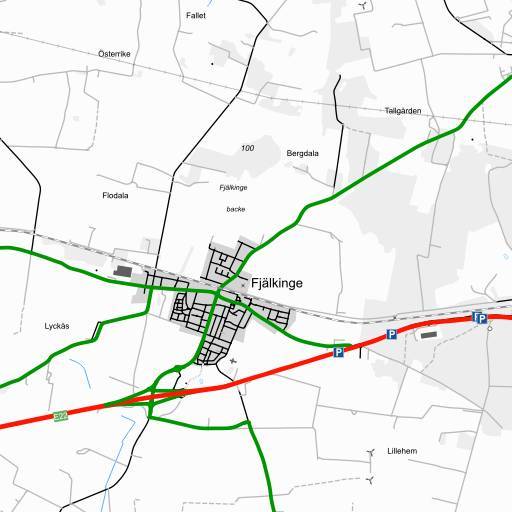 Fallet
Österrike
Tallgården
100
Bergdala
Fjälkinge
backe
Flodala
Fjälkinge
Lyckås
P
P
P
E22
Lillehem